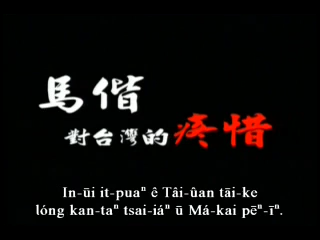 馬偕
對台灣的疼惜
In-ūi it-puaⁿ ê Tâi-ûan tāi-ke
lóng kan-taⁿ tsai-iáⁿ ū Má-kai pēⁿ-īⁿ.